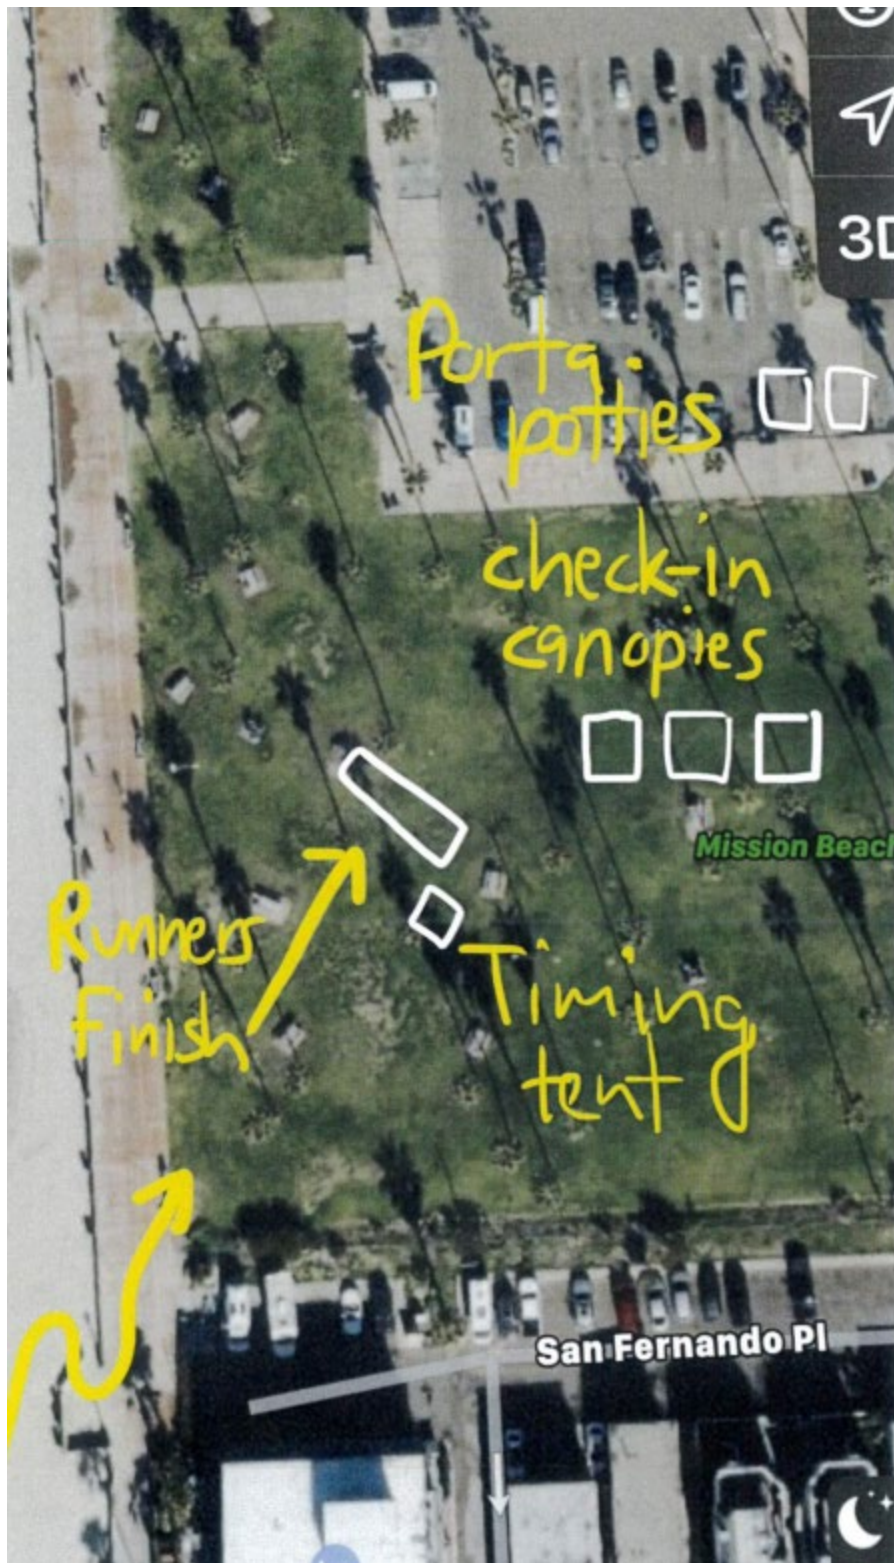 3D
Porta
potties
check-in
canopies
Mission Beach
Runners
finish
Timing
tent
San Fernando Pl